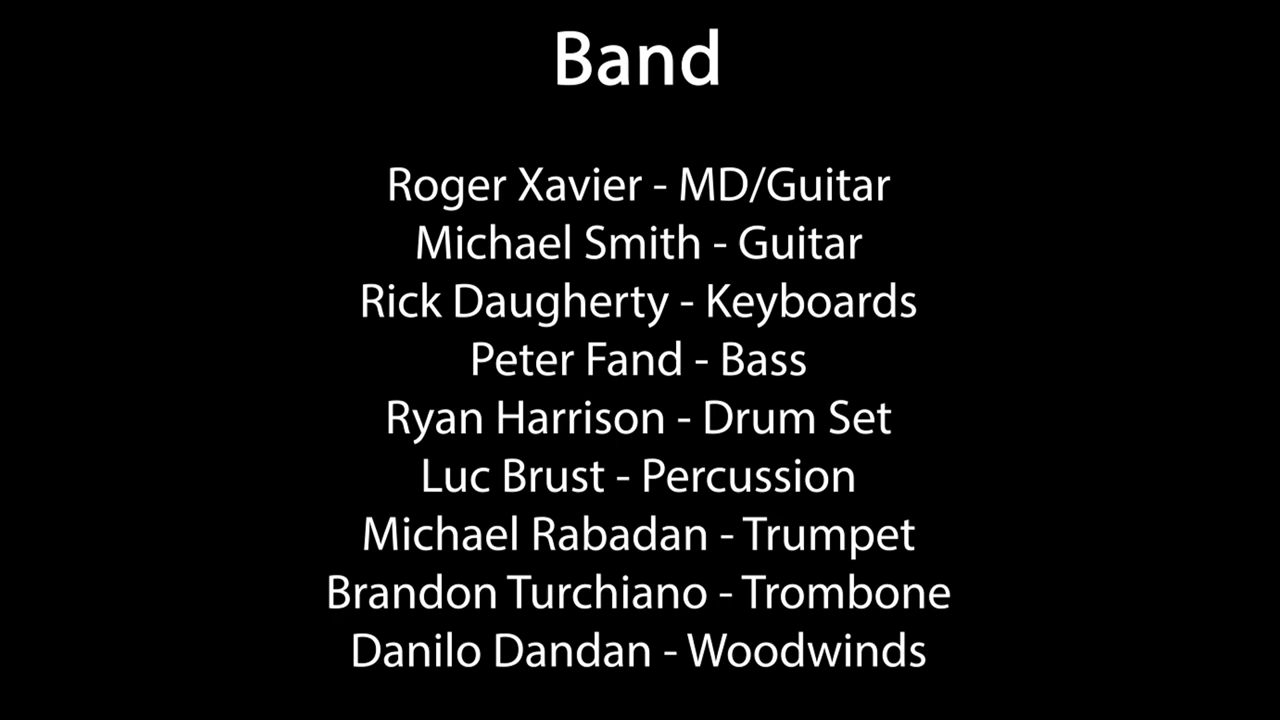 Band
Roger Xavier - MD/Guitar
Michael Smith - Guitar
Rick Daugherty - Keyboards
Peter Fand - Bass
Ryan Harrison - Drum Set
Luc Brust - Percussion
Michael Rabadan - Trumpet
Brandon Turchiano - Trombone
Danilo Dandan - Woodwinds